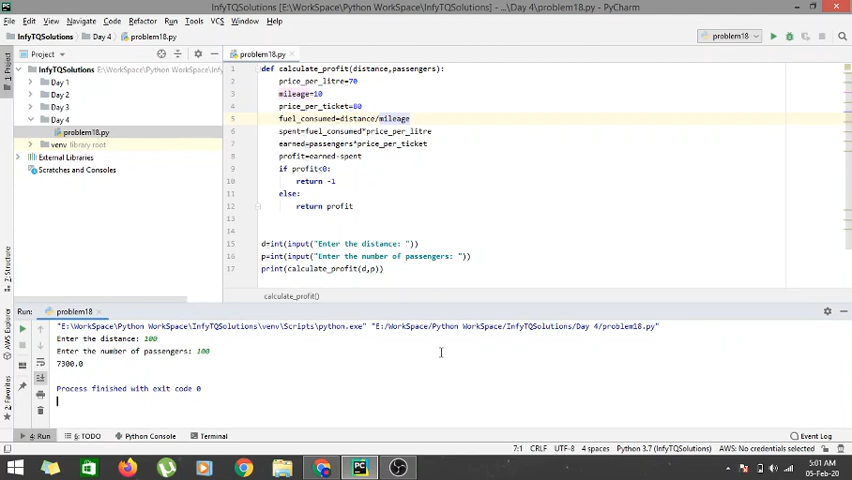 InfyTQSolutions [E:\WorkSpace\Python WorkSpace\InfyTQSolutions] - ...\Day 4\problem18.py - PyCharm
File Edit View Navigate Code Refactor Run Tools VCS Window Help
InfyTQSolutions Day 4 problem18.py
problem18
Project
problem18.py
1: Project
InfyTQSolutions E:\WorkSpace\Python
Day 1
Day 2
Day 3
Day 4
problem18.py
venv library root
External Libraries
Scratches and Consoles
1 def calculate_profit(distance,passengers):
2 price_per_litre=70
3 mileage=10
4 price_per_ticket=80
5 fuel_consumed=distance/mileage
6 spent=fuel_consumed*price_per_litre
7 earned=passengers*price_per_ticket
8 profit=earned-spent
9 if profit<0:
10 return -1
11 else:
12 return profit
13
14
15 d=int(input("Enter the distance: "))
16 p=int(input("Enter the number of passengers: "))
17 print(calculate_profit(d,p))
calculate_profit()
Run: problem18
"E:\WorkSpace\Python WorkSpace\InfyTQSolutions\venv\Scripts\python.exe" "E:/WorkSpace/Python WorkSpace/InfyTQSolutions/Day 4/problem18.py"
Enter the distance: 100
Enter the number of passengers: 100
7300.0
Process finished with exit code 0
7: Structure
AWS Explorer
2: Favorites
4: Run 6: TODO Python Console Terminal Event Log
7:1 CRLF UTF-8 4 spaces Python 3.7 (InfyTQSolutions) AWS: No credentials selected
5:01 AM
05-Feb-20